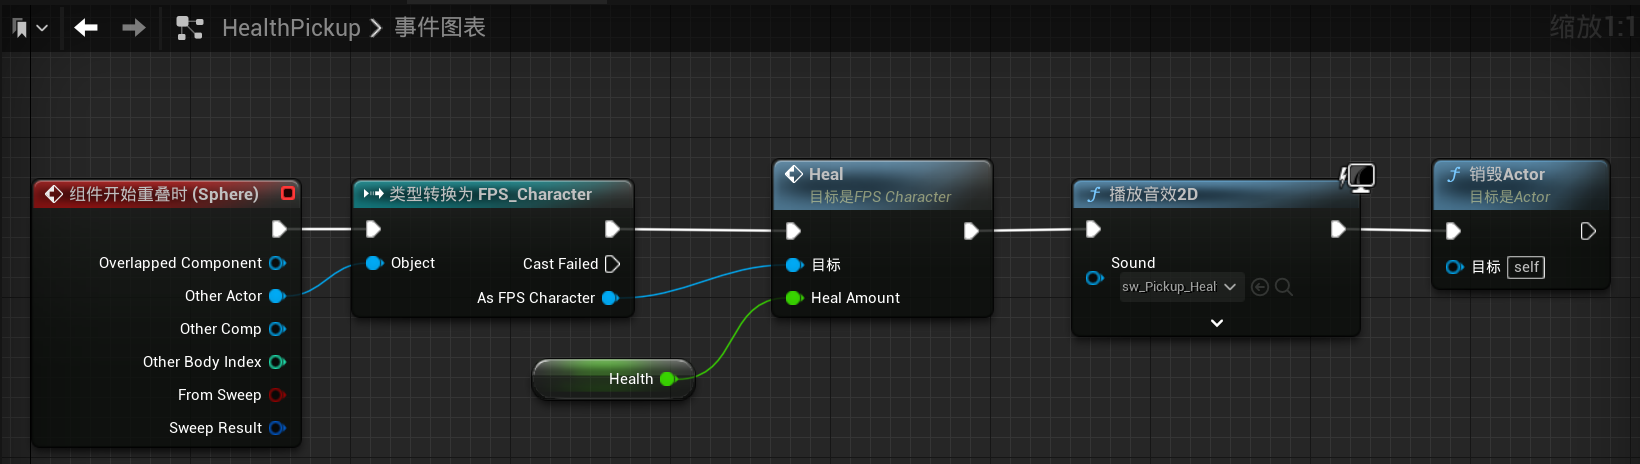 HealthPickup > 事件图表
缩放1:1
组件开始重叠时 (Sphere)
Overlapped Component
Other Actor
Other Comp
Other Body Index
From Sweep
Sweep Result
类型转换为 FPS_Character
Object
Cast Failed
As FPS Character
Health
Heal
目标是FPS Character
目标
Heal Amount
播放音效2D
Sound
sw_Pickup_Heal
销毁Actor
目标是Actor
目标 self